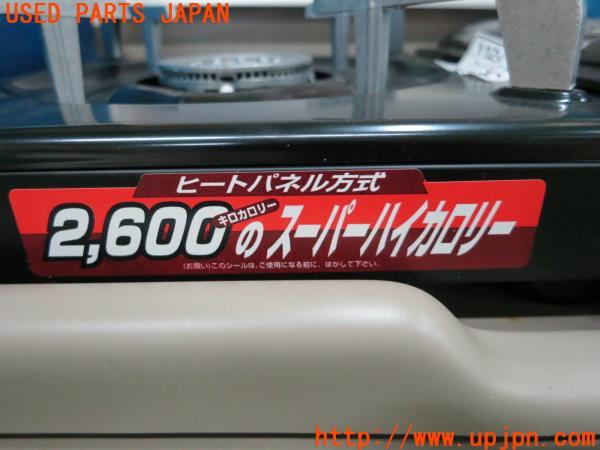 USED PARTS JAPAN
ヒートパネル方式
2,600キロカロリーのスーパーハイカロリー
(お願い)このシールは、ご使用になる前に、はがして下さい。
http://www.upjpn.com